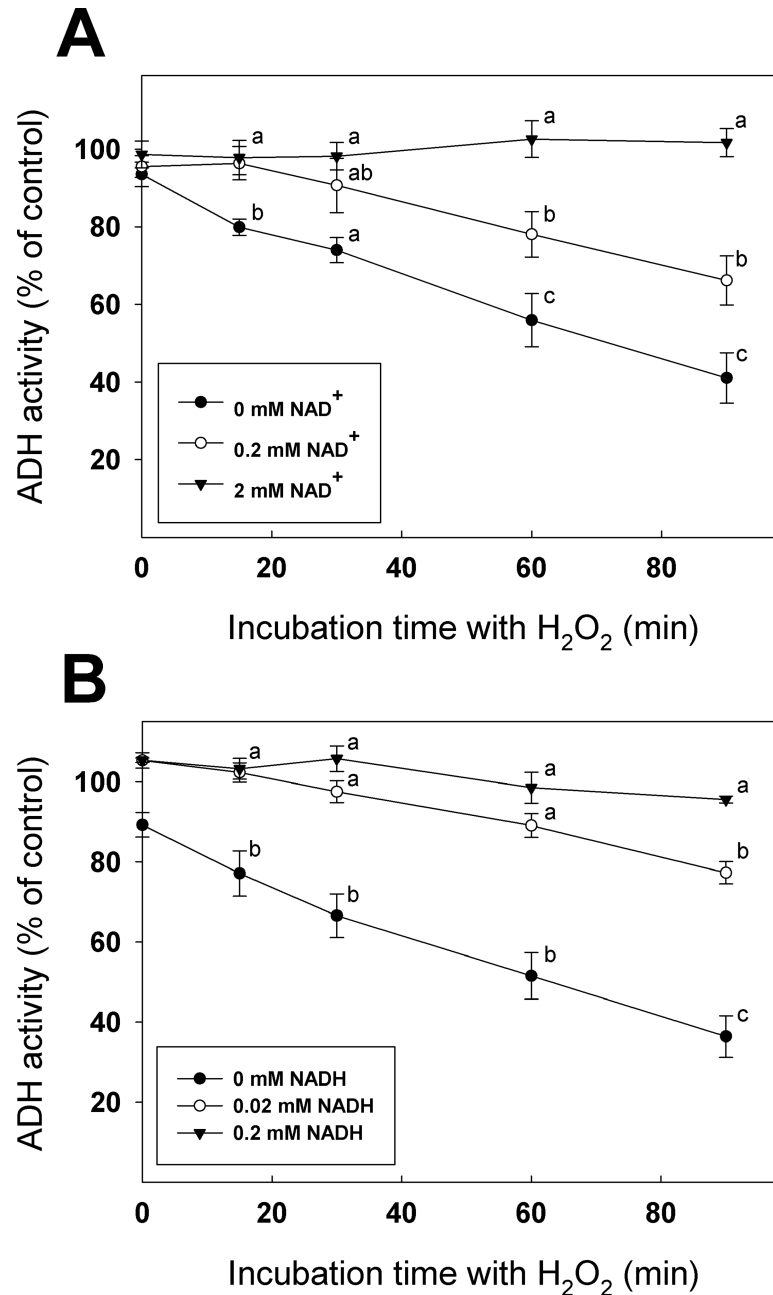 A
ADH activity (% of control)
100
80
60
40
20
a
a
a
a
ab
b
a
b
b
c
c
0 mM NAD⁺
0.2 mM NAD⁺
2 mM NAD⁺
0
20
40
60
80
Incubation time with H₂O₂ (min)
B
ADH activity (% of control)
100
80
60
40
20
a
a
a
a
a
a
b
b
b
b
c
0 mM NADH
0.02 mM NADH
0.2 mM NADH
0
20
40
60
80
Incubation time with H₂O₂ (min)